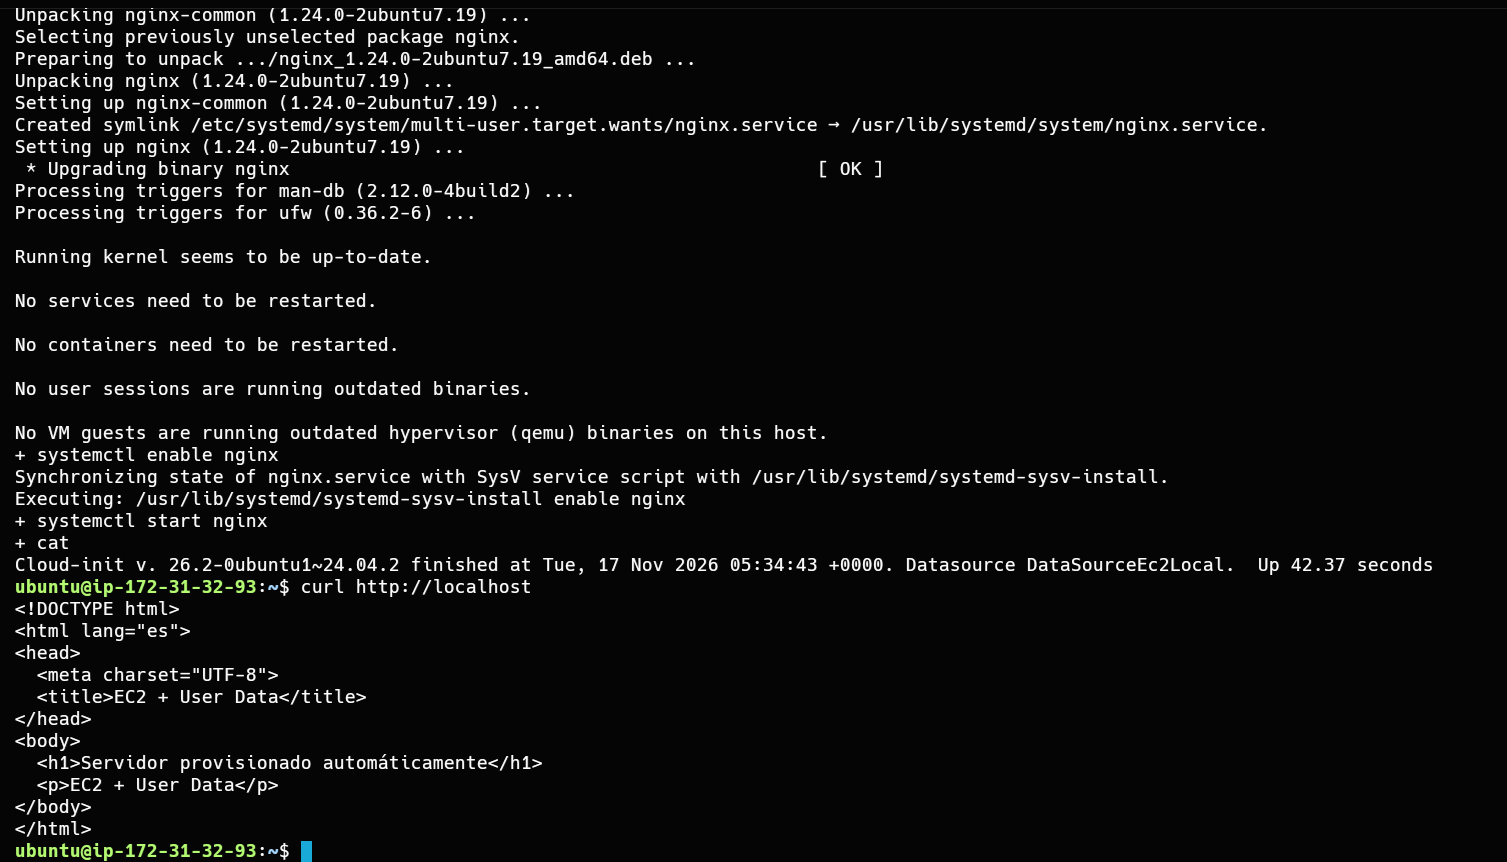 Unpacking nginx-common (1.24.0-2ubuntu7.19) ...
Selecting previously unselected package nginx.
Preparing to unpack .../nginx_1.24.0-2ubuntu7.19_amd64.deb ...
Unpacking nginx (1.24.0-2ubuntu7.19) ...
Setting up nginx-common (1.24.0-2ubuntu7.19) ...
Created symlink /etc/systemd/system/multi-user.target.wants/nginx.service → /usr/lib/systemd/system/nginx.service.
Setting up nginx (1.24.0-2ubuntu7.19) ...
 * Upgrading binary nginx                                                [ OK ]
Processing triggers for man-db (2.12.0-4build2) ...
Processing triggers for ufw (0.36.2-6) ...
Running kernel seems to be up-to-date.
No services need to be restarted.
No containers need to be restarted.
No user sessions are running outdated binaries.
No VM guests are running outdated hypervisor (qemu) binaries on this host.
+ systemctl enable nginx
Synchronizing state of nginx.service with SysV service script with /usr/lib/systemd/systemd-sysv-install.
Executing: /usr/lib/systemd/systemd-sysv-install enable nginx
+ systemctl start nginx
+ cat
Cloud-init v. 26.2-0ubuntu1~24.04.2 finished at Tue, 17 Nov 2026 05:34:43 +0000. Datasource DataSourceEc2Local.  Up 42.37 seconds
ubuntu@ip-172-31-32-93:~$ curl http://localhost
<!DOCTYPE html>
<html lang="es">
<head>
  <meta charset="UTF-8">
  <title>EC2 + User Data</title>
</head>
<body>
  <h1>Servidor provisionado automáticamente</h1>
  <p>EC2 + User Data</p>
</body>
</html>
ubuntu@ip-172-31-32-93:~$